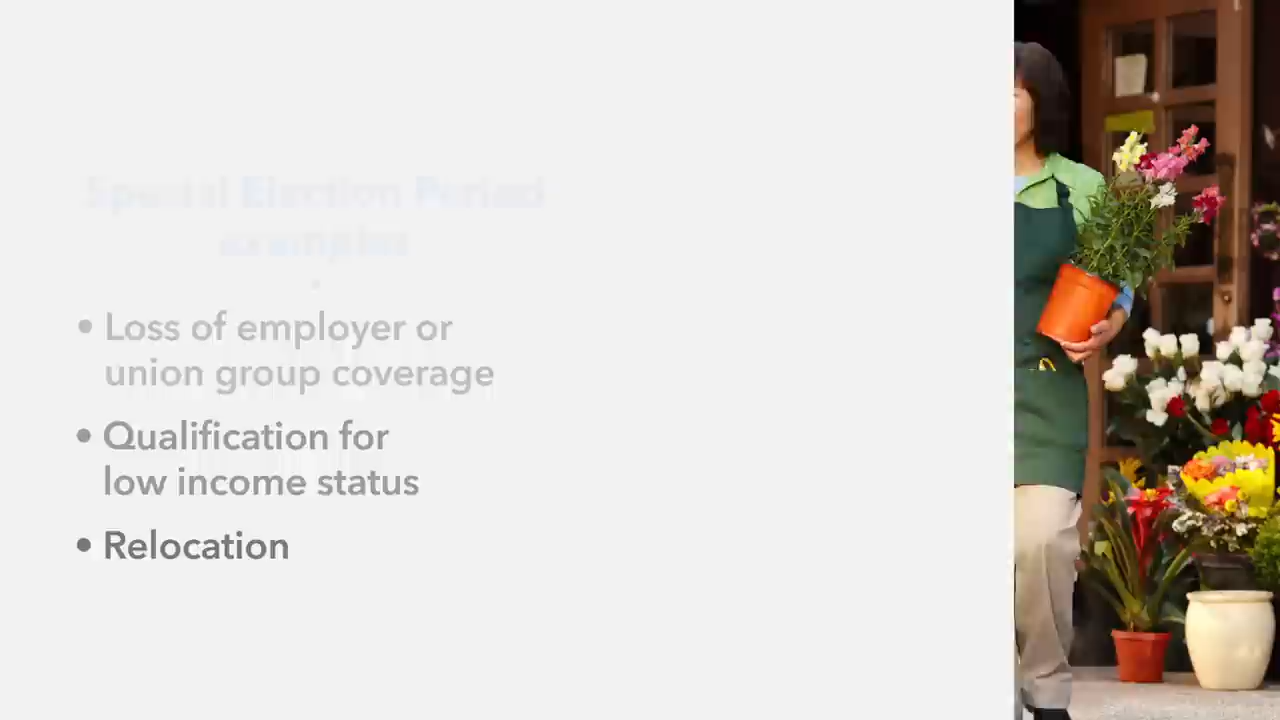 Special Election Period
examples
• Loss of employer or
union group coverage
• Qualification for
low income status
• Relocation